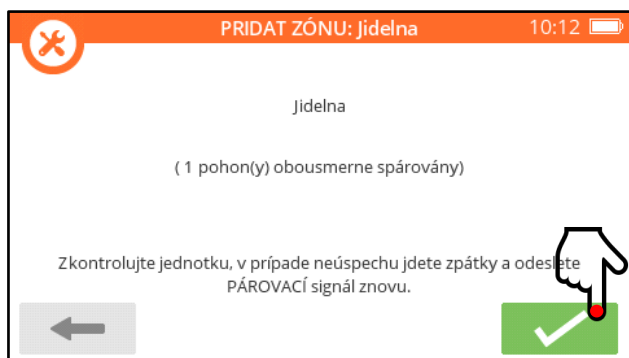 PRIDAT ZÓNU: Jidelna 10:12
Jidelna
( 1 pohon(y) obousmerne spárovány)
Zkontrolujte jednotku, v prípade neúspechu jdete zpátky a odeslete
PÁROVACÍ signál znovu.